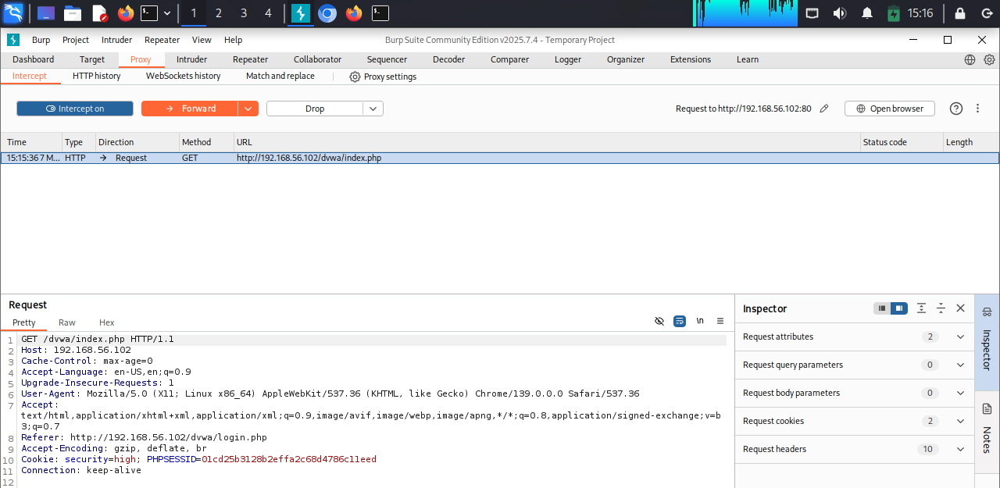 1 2 3 4 15:16
Burp Project Intruder Repeater View Help Burp Suite Community Edition v2025.7.4 - Temporary Project
Dashboard Target Proxy Intruder Repeater Collaborator Sequencer Decoder Comparer Logger Organizer Extensions Learn
Intercept HTTP history WebSockets history Match and replace Proxy settings
Intercept on Forward Drop Request to http://192.168.56.102:80 Open browser
Time Type Direction Method URL Status code Length
15:15:36 7 M... HTTP Request GET http://192.168.56.102/dvwa/index.php
Request
Pretty Raw Hex \n
1 GET /dvwa/index.php HTTP/1.1
2 Host: 192.168.56.102
3 Cache-Control: max-age=0
4 Accept-Language: en-US,en;q=0.9
5 Upgrade-Insecure-Requests: 1
6 User-Agent: Mozilla/5.0 (X11; Linux x86_64) AppleWebKit/537.36 (KHTML, like Gecko) Chrome/139.0.0.0 Safari/537.36
7 Accept:
text/html,application/xhtml+xml,application/xml;q=0.9,image/avif,image/webp,image/apng,*/*;q=0.8,application/signed-exchange;v=b
3;q=0.7
8 Referer: http://192.168.56.102/dvwa/login.php
9 Accept-Encoding: gzip, deflate, br
10 Cookie: security=high; PHPSESSID=01cd25b3128b2effa2c68d4786c11eed
11 Connection: keep-alive
12
Inspector
Request attributes 2
Request query parameters 0
Request body parameters 0
Request cookies 2
Request headers 10
Inspector
Notes